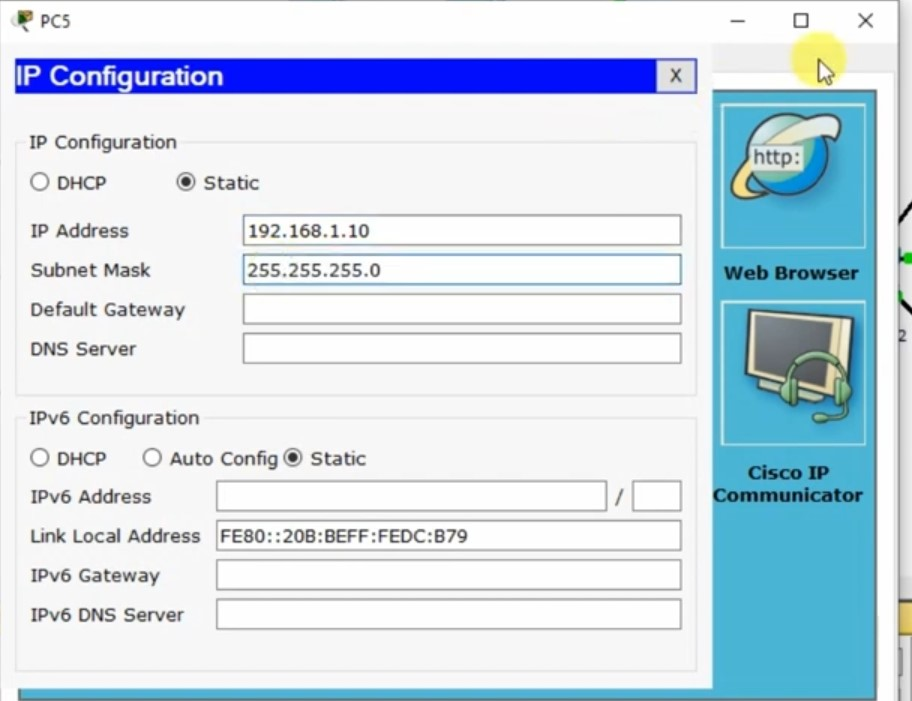 PC5
IP Configuration
X
http:
IP Configuration
DHCP Static
IP Address 192.168.1.10
Subnet Mask 255.255.255.0
Web Browser
Default Gateway
2
DNS Server
IPv6 Configuration
DHCP Auto Config Static
Cisco IP
Communicator
IPv6 Address /
Link Local Address FE80::20B:BEFF:FEDC:B79
IPv6 Gateway
IPv6 DNS Server